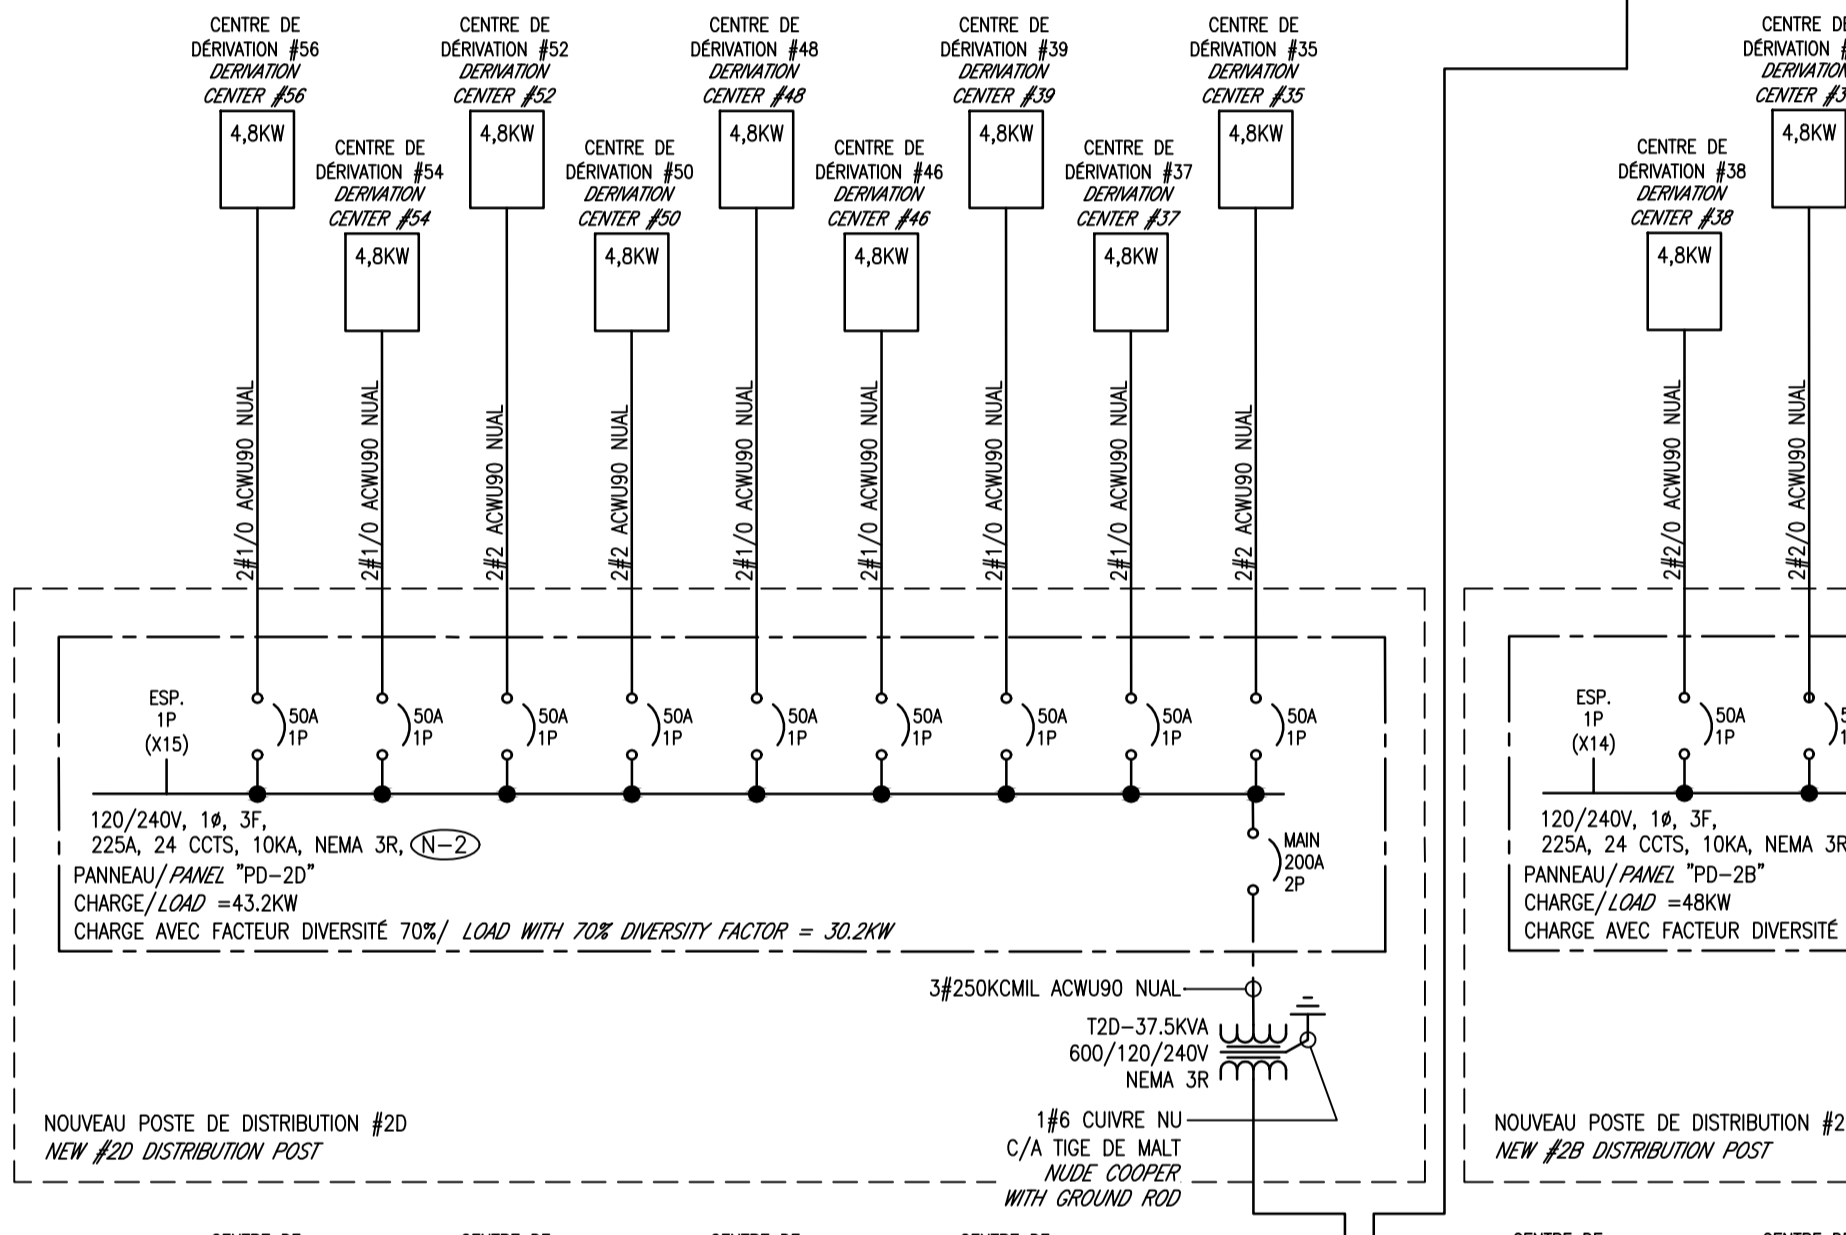 CENTRE DE
DÉRIVATION #56
DERIVATION
CENTER #56
4,8KW
CENTRE DE
DÉRIVATION #54
DERIVATION
CENTER #54
4,8KW
CENTRE DE
DÉRIVATION #52
DERIVATION
CENTER #52
4,8KW
CENTRE DE
DÉRIVATION #50
DERIVATION
CENTER #50
4,8KW
CENTRE DE
DÉRIVATION #48
DERIVATION
CENTER #48
4,8KW
CENTRE DE
DÉRIVATION #46
DERIVATION
CENTER #46
4,8KW
CENTRE DE
DÉRIVATION #39
DERIVATION
CENTER #39
4,8KW
CENTRE DE
DÉRIVATION #37
DERIVATION
CENTER #37
4,8KW
CENTRE DE
DÉRIVATION #35
DERIVATION
CENTER #35
4,8KW
CENTRE DE
DÉRIVATION #38
DERIVATION
CENTER #38
4,8KW
CENTRE
DÉRIVATION
DERIVATION
CENTER
4,8KW
2#1/0 ACWU90 NUAL
2#1/0 ACWU90 NUAL
2#2 ACWU90 NUAL
2#2 ACWU90 NUAL
2#1/0 ACWU90 NUAL
2#1/0 ACWU90 NUAL
2#1/0 ACWU90 NUAL
2#1/0 ACWU90 NUAL
2#2 ACWU90 NUAL
2#2/0 ACWU90 NUAL
2#2/0 ACWU90 NUAL
ESP.
1P
(X15)
50A
1P
50A
1P
50A
1P
50A
1P
50A
1P
50A
1P
50A
1P
50A
1P
50A
1P
120/240V, 1ø, 3F,
225A, 24 CCTS, 10KA, NEMA 3R, N-2
PANNEAU/PANEL "PD-2D"
CHARGE/LOAD =43.2KW
CHARGE AVEC FACTEUR DIVERSITÉ 70%/ LOAD WITH 70% DIVERSITY FACTOR = 30.2KW
MAIN
200A
2P
3#250KCMIL ACWU90 NUAL
T2D-37.5KVA
600/120/240V
NEMA 3R
1#6 CUIVRE NU
C/A TIGE DE MALT
NUDE COOPER
WITH GROUND ROD
NOUVEAU POSTE DE DISTRIBUTION #2D
NEW #2D DISTRIBUTION POST
ESP.
1P
(X14)
50A
1P
120/240V, 1ø, 3F,
225A, 24 CCTS, 10KA, NEMA 3R
PANNEAU/PANEL "PD-2B"
CHARGE/LOAD =48KW
CHARGE AVEC FACTEUR DIVERSITÉ
NOUVEAU POSTE DE DISTRIBUTION #2
NEW #2B DISTRIBUTION POST